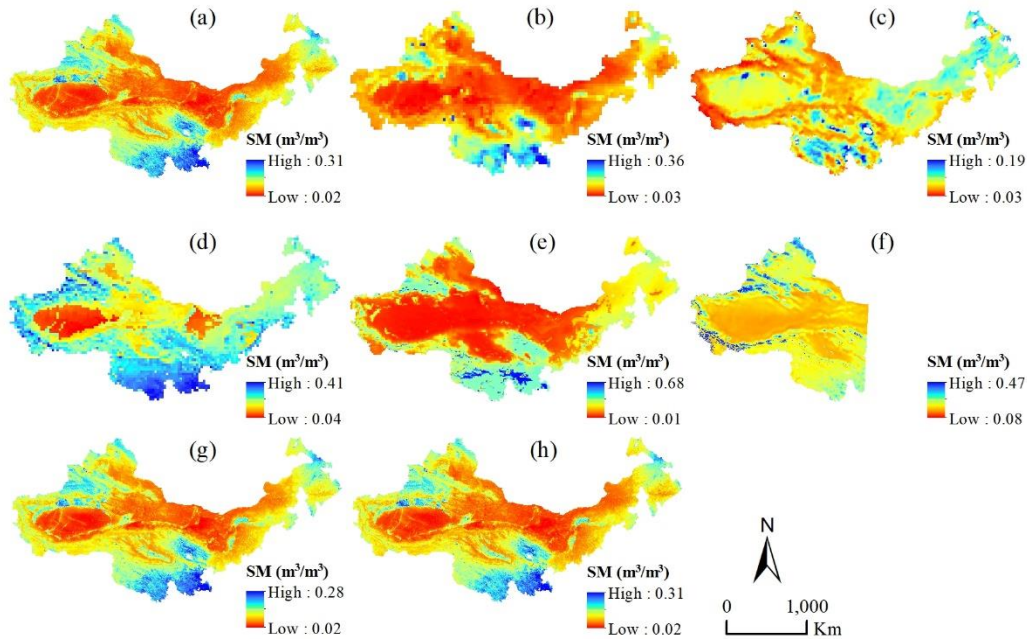 (a)
SM (m³/m³)
High : 0.31
Low : 0.02
(b)
SM (m³/m³)
High : 0.36
Low : 0.03
(c)
SM (m³/m³)
High : 0.19
Low : 0.03
(d)
SM (m³/m³)
High : 0.41
Low : 0.04
(e)
SM (m³/m³)
High : 0.68
Low : 0.01
(f)
SM (m³/m³)
High : 0.47
Low : 0.08
(g)
SM (m³/m³)
High : 0.28
Low : 0.02
(h)
SM (m³/m³)
High : 0.31
Low : 0.02
N
0 1,000
Km